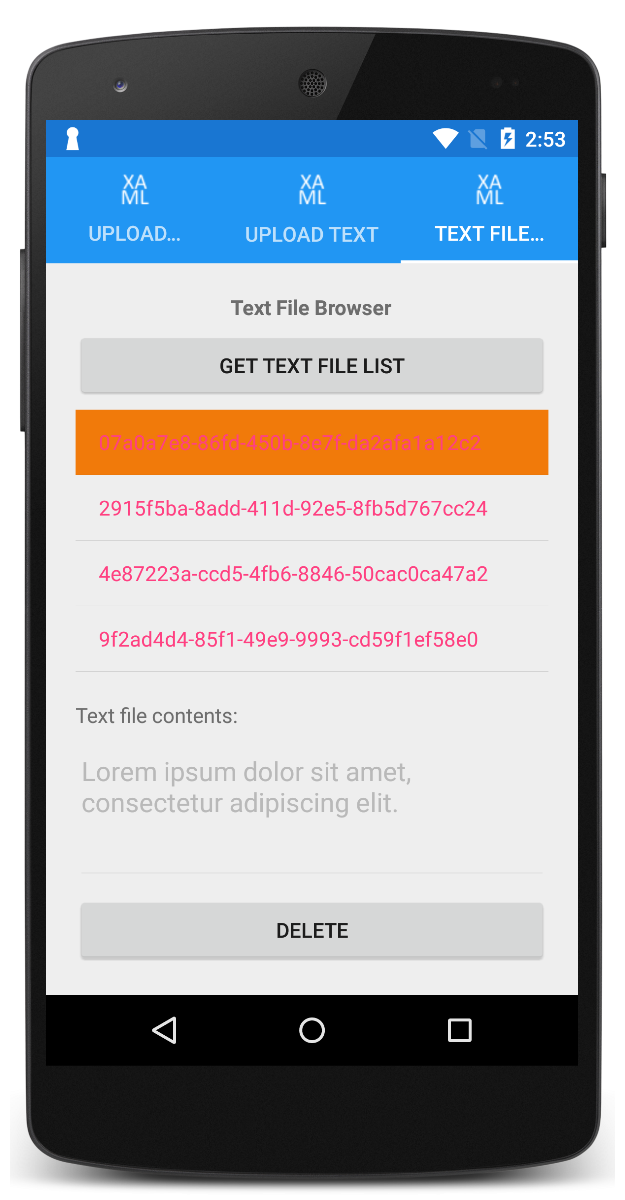 2:53
XA
ML
XA
ML
XA
ML
UPLOAD...
UPLOAD TEXT
TEXT FILE...
Text File Browser
GET TEXT FILE LIST
07a0a7e8-86fd-450b-8e7f-da2afa1a12c2
2915f5ba-8add-411d-92e5-8fb5d767cc24
4e87223a-ccd5-4fb6-8846-50cac0ca47a2
9f2ad4d4-85f1-49e9-9993-cd59f1ef58e0
Text file contents:
Lorem ipsum dolor sit amet,
consectetur adipiscing elit.
DELETE